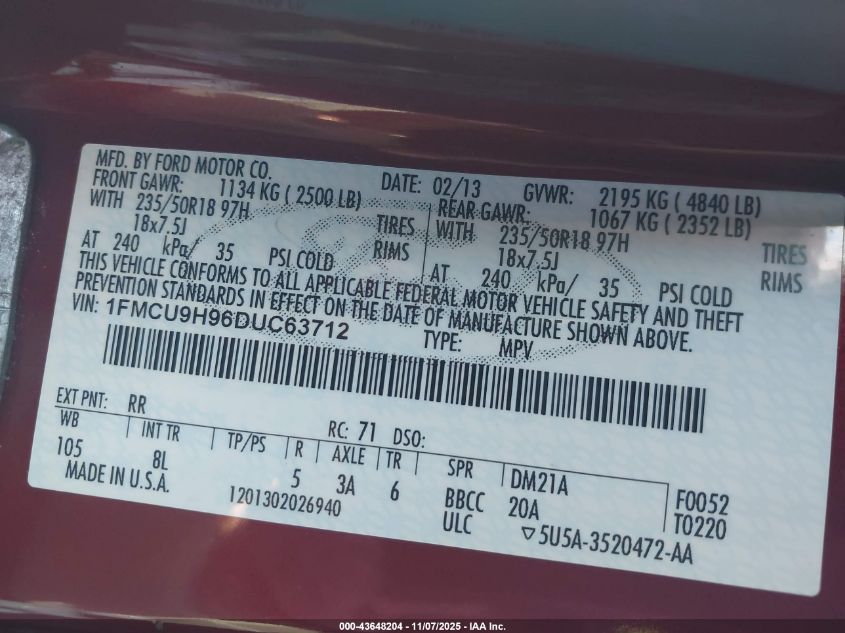 MFD. BY FORD MOTOR CO.
DATE: 02/13 GVWR: 2195 KG ( 4840 LB)
FRONT GAWR: 1134 KG ( 2500 LB) REAR GAWR: 1067 KG ( 2352 LB)
WITH 235/50R18 97H TIRES WITH 235/50R18 97H TIRES
18x7.5J RIMS 18x7.5J RIMS
AT 240 kPa/ 35 PSI COLD AT 240 kPa/ 35 PSI COLD
THIS VEHICLE CONFORMS TO ALL APPLICABLE FEDERAL MOTOR VEHICLE SAFETY AND THEFT
PREVENTION STANDARDS IN EFFECT ON THE DATE OF MANUFACTURE SHOWN ABOVE.
VIN: 1FMCU9H96DUC63712 TYPE: MPV
EXT PNT: RR RC: 71 DSO:
WB INT TR TP/PS R AXLE TR SPR DM21A F0052
105 8L 5 3A 6 BBCC 20A T0220
MADE IN U.S.A. 1201302026940 ULC 5U5A-3520472-AA
000-43648204 - 11/07/2025 - IAA Inc.